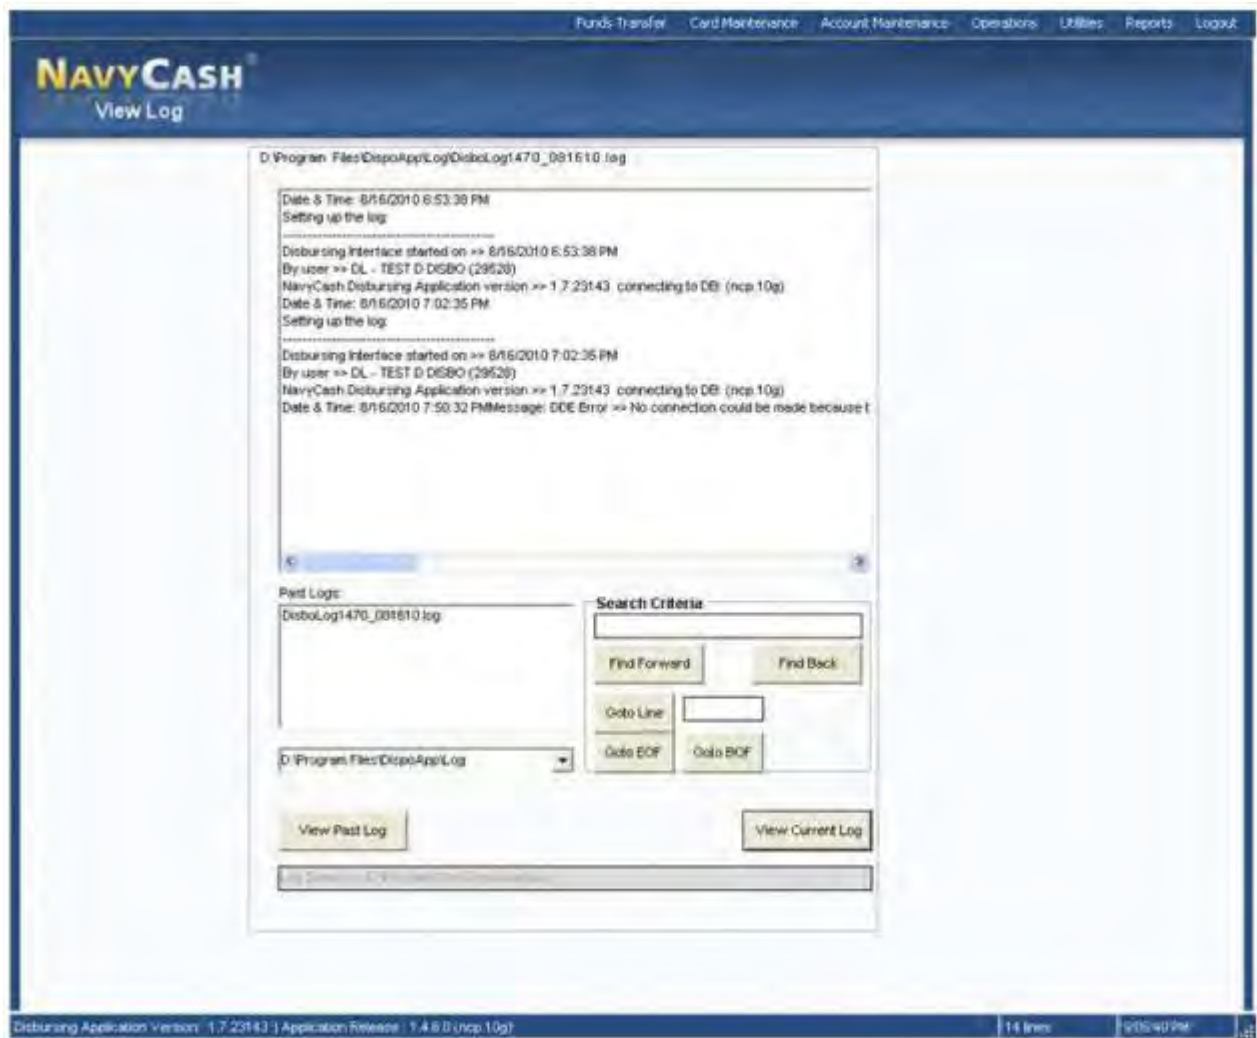 Funds Transfer Card Maintenance Account Maintenance Operations Utilities Reports Logout
NAVYCASH®
View Log
D:\Program Files\DispoApp\Log\DisboLog1470_081610.log
Date & Time: 8/16/2010 6:53:38 PM
Setting up the log:
------------------------------------------------
Disbursing Interface started on >> 8/16/2010 6:53:38 PM
By user >> DL - TEST D DISBO (29528)
NavyCash Disbursing Application version >> 1.7.23143 connecting to DB: (ncp.10g)
Date & Time: 8/16/2010 7:02:35 PM
Setting up the log:
------------------------------------------------
Disbursing Interface started on >> 8/16/2010 7:02:35 PM
By user >> DL - TEST D DISBO (29528)
NavyCash Disbursing Application version >> 1.7.23143 connecting to DB: (ncp.10g)
Date & Time: 8/16/2010 7:50:32 PMMessage: DDE Error >> No connection could be made because t
Past Logs:
DisboLog1470_081610.log
D:\Program Files\DispoApp\Log
Search Criteria
Find Forward Find Back
Goto Line
Goto EOF Goto BOF
View Past Log View Current Log
Disbursing Application Version: 1.7.23143 | Application Release : 1.4.6.0 (ncp.10g)
14 lines
9:05:40 PM